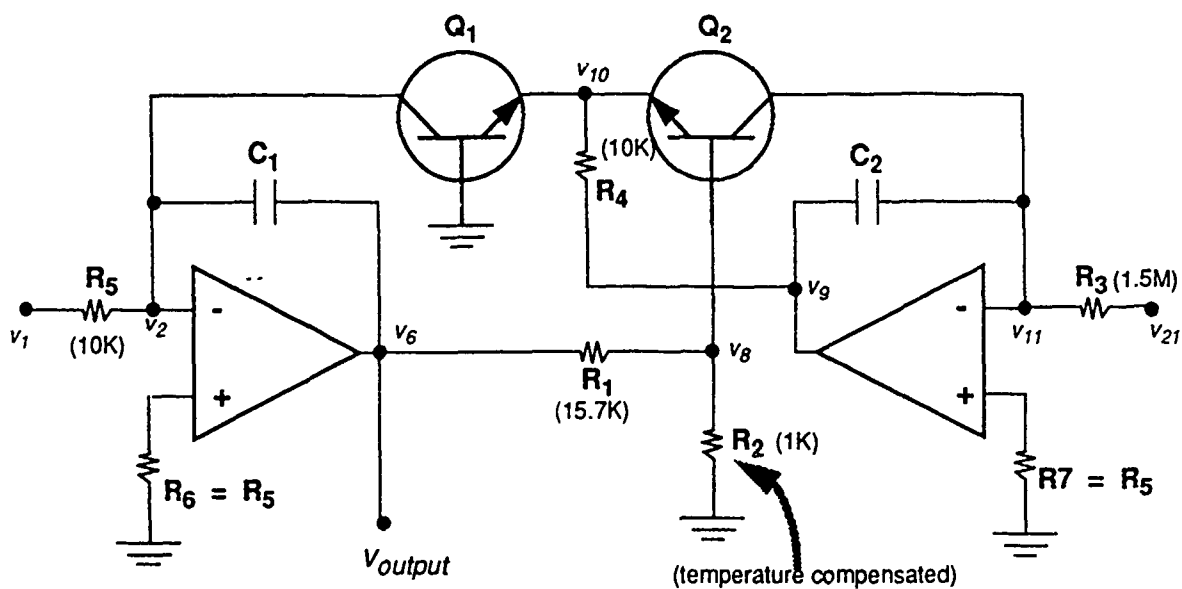 Q1
Q2
v10
C1
(10K)
R4
C2
R5
(10K)
v1
v2
-
+
v6
R1
(15.7K)
v8
v9
-
+
v11
R3 (1.5M)
v21
R6 = R5
R2 (1K)
R7 = R5
Voutput
(temperature compensated)